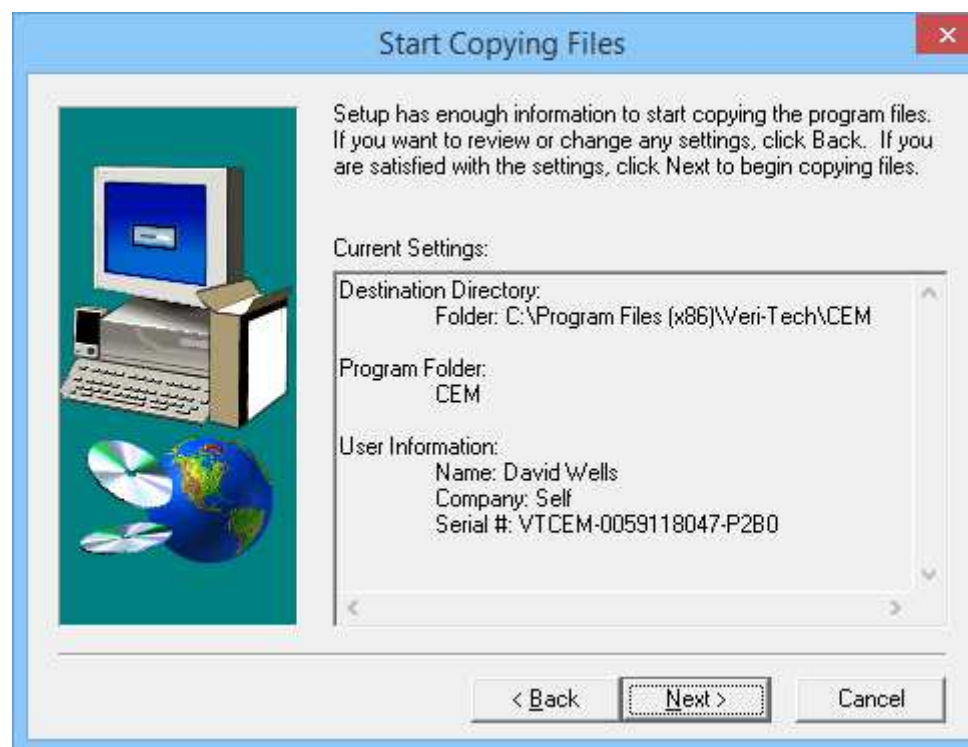 Start Copying Files
Setup has enough information to start copying the program files.
If you want to review or change any settings, click Back. If you
are satisfied with the settings, click Next to begin copying files.
Current Settings:
Destination Directory:
Folder: C:\Program Files (x86)\Veri-Tech\CEM
Program Folder:
CEM
User Information:
Name: David Wells
Company: Self
Serial #: VTCEM-0059118047-P2B0
< Back
Next >
Cancel